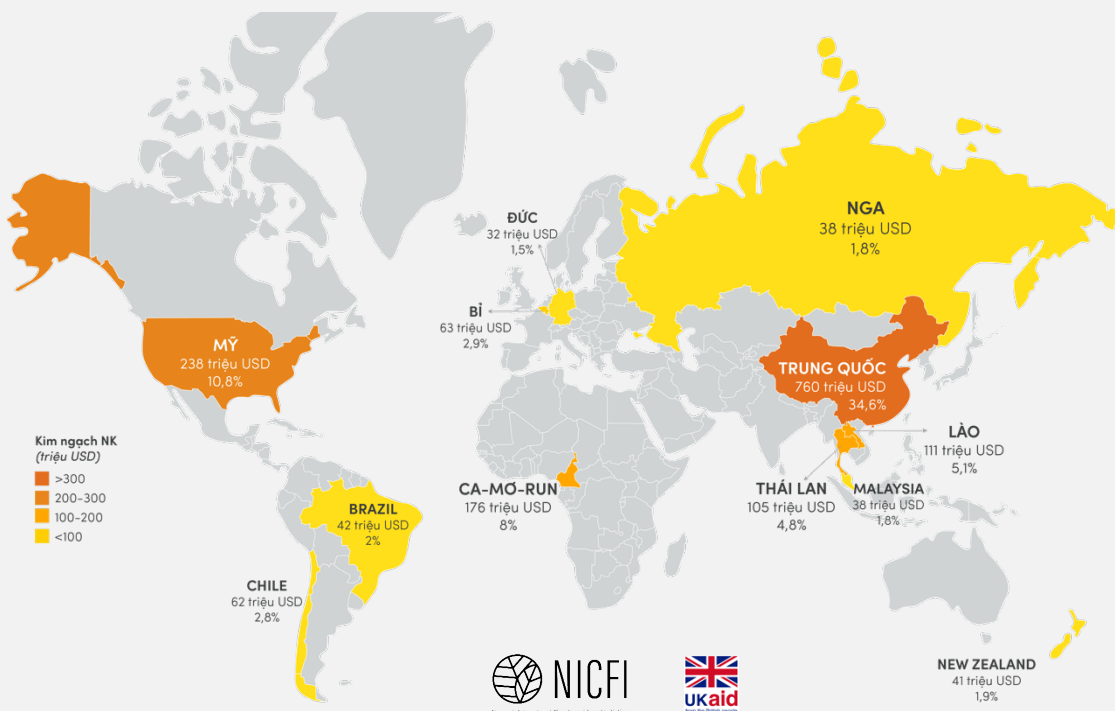 ĐỨC
32 triệu USD
1,5%
NGA
38 triệu USD
1,8%
BỈ
63 triệu USD
2,9%
MỸ
238 triệu USD
10,8%
TRUNG QUỐC
760 triệu USD
34,6%
Kim ngạch NK
(triệu USD)
>300
200-300
100-200
<100
LÀO
111 triệu USD
5,1%
CA-MƠ-RUN
176 triệu USD
8%
THÁI LAN
105 triệu USD
4,8%
MALAYSIA
38 triệu USD
1,8%
BRAZIL
42 triệu USD
2%
CHILE
62 triệu USD
2,8%
NEW ZEALAND
41 triệu USD
1,9%
NICFI
UKaid